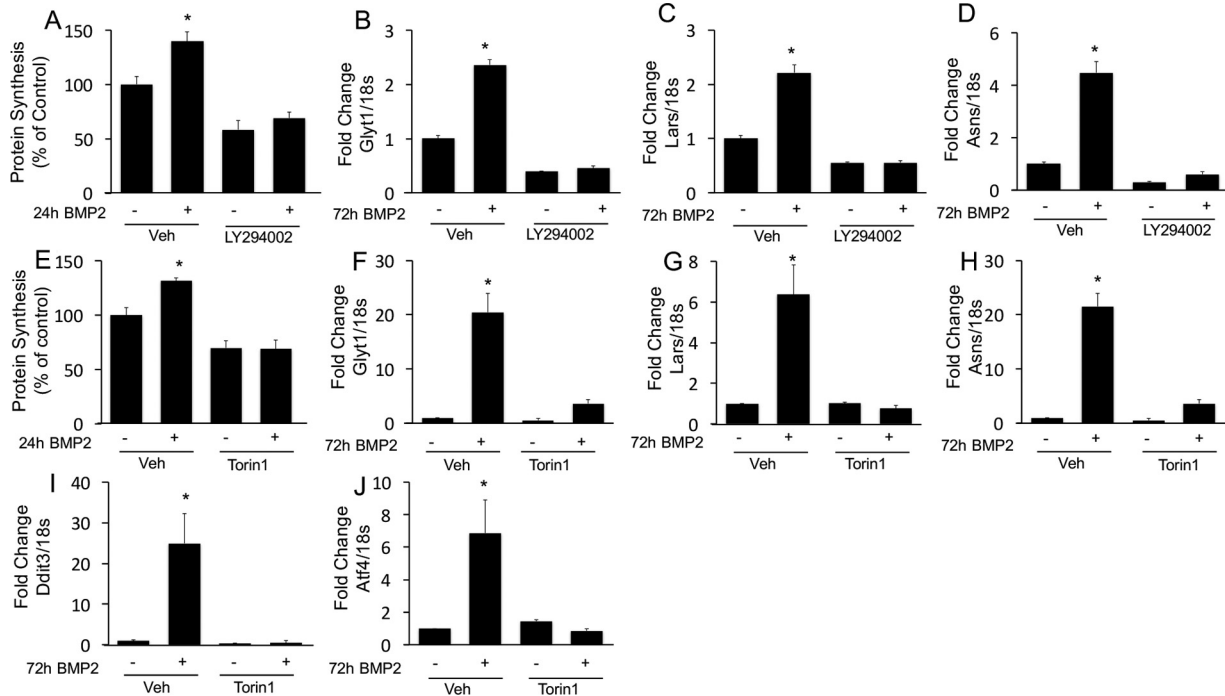 A
Protein Synthesis
(% of Control)
150
100
50
0
*
24h BMP2
- + - +
Veh LY294002
B
Fold Change
Glyt1/18s
3
2
1
0
*
72h BMP2
- + - +
Veh LY294002
C
Fold Change
Lars/18s
3
2
1
0
*
72h BMP2
- + - +
Veh LY294002
D
Fold Change
Asns/18s
6
4
2
0
*
72h BMP2
- + - +
Veh LY294002
E
Protein Synthesis
(% of control)
150
100
50
0
*
24h BMP2
- + - +
Veh Torin1
F
Fold Change
Glyt1/18s
30
20
10
0
*
72h BMP2
- + - +
Veh Torin1
G
Fold Change
Lars/18s
8
6
4
2
0
*
72h BMP2
- + - +
Veh Torin1
H
Fold Change
Asns/18s
30
20
10
0
*
72h BMP2
- + - +
Veh Torin1
I
Fold Change
Ddit3/18s
40
30
20
10
0
*
72h BMP2
- + - +
Veh Torin1
J
Fold Change
Atf4/18s
10
8
6
4
2
0
*
72h BMP2
- + - +
Veh Torin1